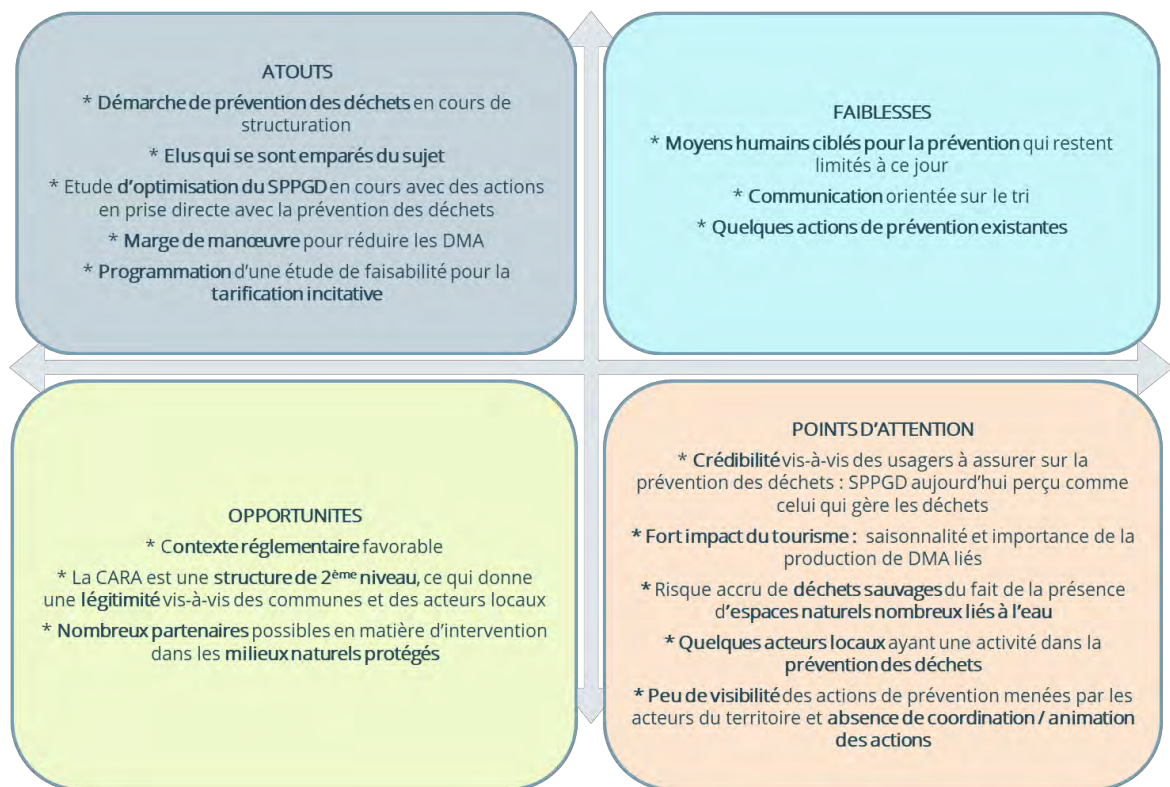 ATOUTS
* Démarche de prévention des déchets en cours de
structuration
* Elus qui se sont emparés du sujet
* Etude d'optimisation du SPPGD en cours avec des actions
en prise directe avec la prévention des déchets
* Marge de manœuvre pour réduire les DMA
* Programmation d'une étude de faisabilité pour la
tarification incitative
FAIBLESSES
* Moyens humains ciblés pour la prévention qui restent
limités à ce jour
* Communication orientée sur le tri
* Quelques actions de prévention existantes
OPPORTUNITES
* Contexte réglementaire favorable
* La CARA est une structure de 2ème niveau, ce qui donne
une légitimité vis-à-vis des communes et des acteurs locaux
* Nombreux partenaires possibles en matière d'intervention
dans les milieux naturels protégés
POINTS D'ATTENTION
* Crédibilité vis-à-vis des usagers à assurer sur la
prévention des déchets : SPPGD aujourd'hui perçu comme
celui qui gère les déchets
* Fort impact du tourisme : saisonnalité et importance de la
production de DMA liés
* Risque accru de déchets sauvages du fait de la présence
d'espaces naturels nombreux liés à l'eau
* Quelques acteurs locaux ayant une activité dans la
prévention des déchets
* Peu de visibilité des actions de prévention menées par les
acteurs du territoire et absence de coordination / animation
des actions